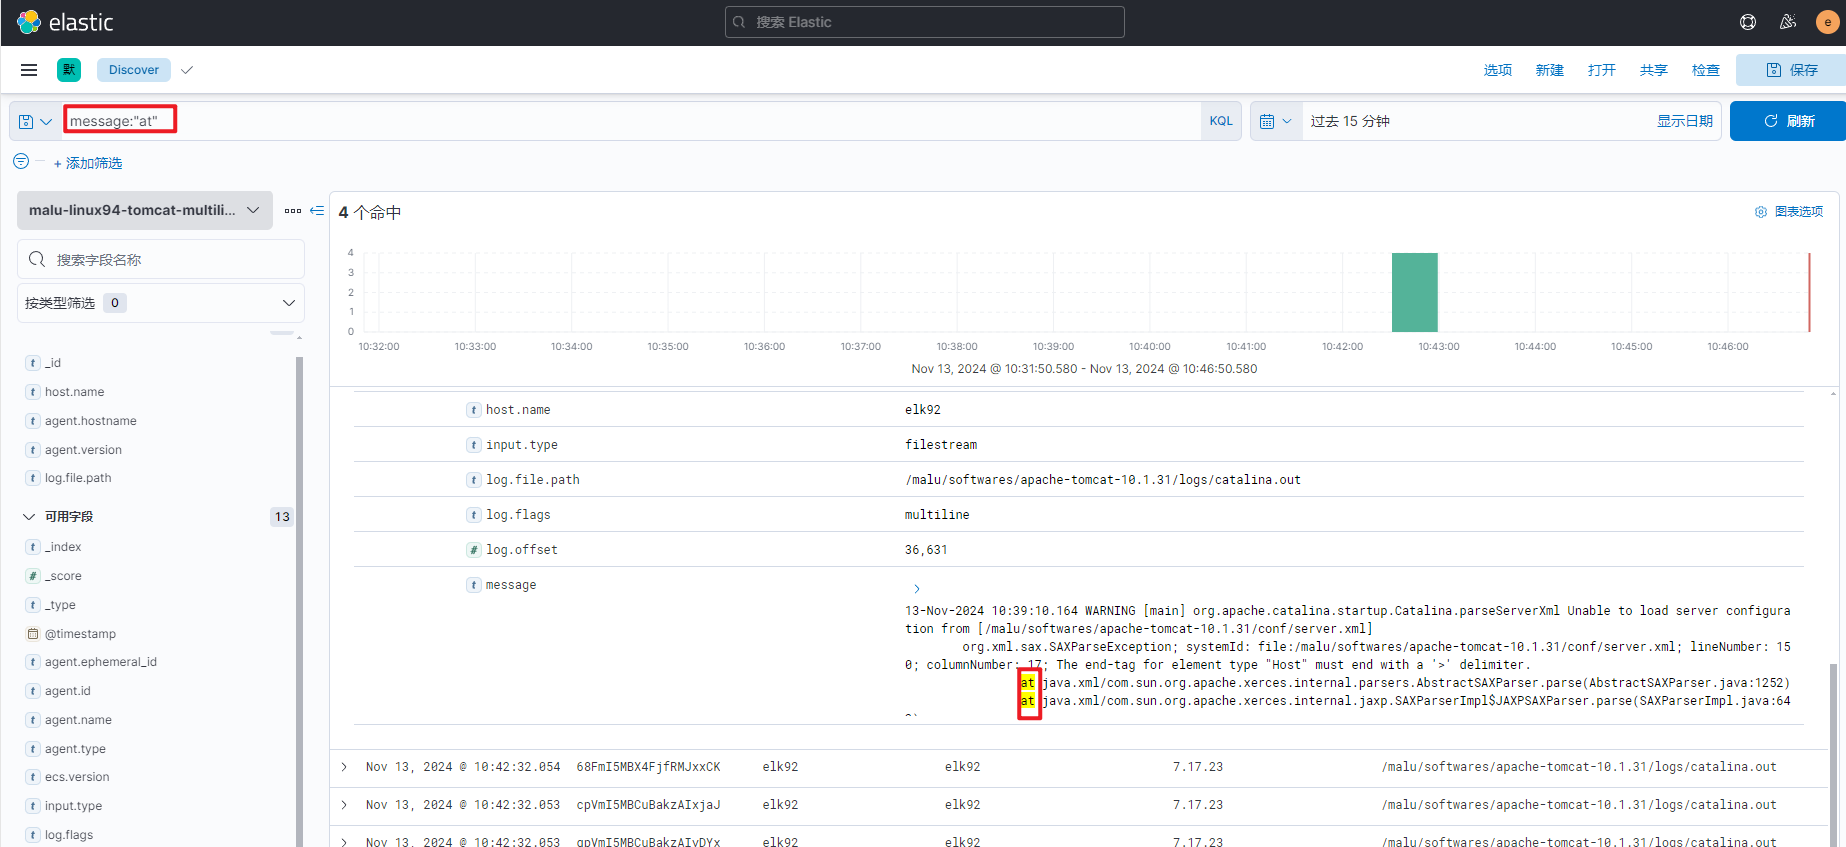 elastic
搜索 Elastic
e
默
Discover
选项
新建
打开
共享
检查
保存
message:"at"
KQL
过去 15 分钟
显示日期
刷新
+ 添加筛选
malu-linux94-tomcat-multili...
4 个命中
图表选项
搜索字段名称
按类型筛选 0
4
3
2
1
0
10:32:00 10:33:00 10:34:00 10:35:00 10:36:00 10:37:00 10:38:00 10:39:00 10:40:00 10:41:00 10:42:00 10:43:00 10:44:00 10:45:00 10:46:00
Nov 13, 2024 @ 10:31:50.580 - Nov 13, 2024 @ 10:46:50.580
t _id
t host.name
t agent.hostname
t agent.version
t log.file.path
可用字段 13
t _index
# _score
t _type
@timestamp
t agent.ephemeral_id
t agent.id
t agent.name
t agent.type
t ecs.version
t input.type
t log.flags
t host.name elk92
t input.type filestream
t log.file.path /malu/softwares/apache-tomcat-10.1.31/logs/catalina.out
t log.flags multiline
# log.offset 36,631
t message
13-Nov-2024 10:39:10.164 WARNING [main] org.apache.catalina.startup.Catalina.parseServerXml Unable to load server configura
tion from [/malu/softwares/apache-tomcat-10.1.31/conf/server.xml]
org.xml.sax.SAXParseException; systemId: file:/malu/softwares/apache-tomcat-10.1.31/conf/server.xml; lineNumber: 15
0; columnNumber: 17; The end-tag for element type "Host" must end with a '>' delimiter.
at java.xml/com.sun.org.apache.xerces.internal.parsers.AbstractSAXParser.parse(AbstractSAXParser.java:1252)
at java.xml/com.sun.org.apache.xerces.internal.jaxp.SAXParserImpl$JAXPSAXParser.parse(SAXParserImpl.java:64
Nov 13, 2024 @ 10:42:32.054 68FmI5MBX4FjfRMJxxCK elk92 elk92 7.17.23 /malu/softwares/apache-tomcat-10.1.31/logs/catalina.out
Nov 13, 2024 @ 10:42:32.053 cpVmI5MBCuBakzAIxjaJ elk92 elk92 7.17.23 /malu/softwares/apache-tomcat-10.1.31/logs/catalina.out
Nov 13, 2024 @ 10:42:32.053 elk92 elk92 7.17.23 /malu/softwares/apache-tomcat-10.1.31/logs/catalina.out